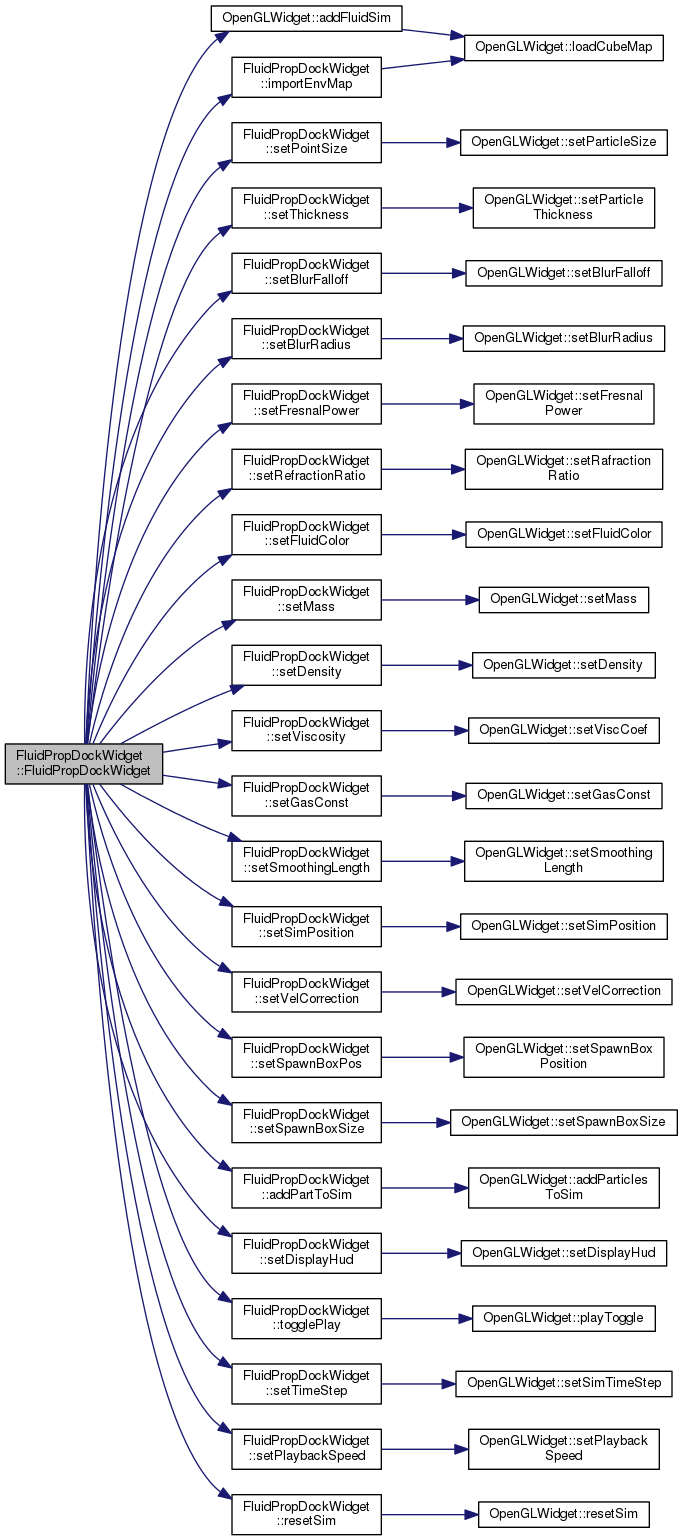 OpenGLWidget::addFluidSim
OpenGLWidget::loadCubeMap
FluidPropDockWidget
::importEnvMap
FluidPropDockWidget
::setPointSize
OpenGLWidget::setParticleSize
FluidPropDockWidget
::setThickness
OpenGLWidget::setParticle
Thickness
FluidPropDockWidget
::setBlurFalloff
OpenGLWidget::setBlurFalloff
FluidPropDockWidget
::setBlurRadius
OpenGLWidget::setBlurRadius
FluidPropDockWidget
::setFresnalPower
OpenGLWidget::setFresnal
Power
FluidPropDockWidget
::setRefractionRatio
OpenGLWidget::setRafraction
Ratio
FluidPropDockWidget
::setFluidColor
OpenGLWidget::setFluidColor
FluidPropDockWidget
::setMass
OpenGLWidget::setMass
FluidPropDockWidget
::setDensity
OpenGLWidget::setDensity
FluidPropDockWidget
::setViscosity
OpenGLWidget::setViscCoef
FluidPropDockWidget
::FluidPropDockWidget
FluidPropDockWidget
::setGasConst
OpenGLWidget::setGasConst
FluidPropDockWidget
::setSmoothingLength
OpenGLWidget::setSmoothing
Length
FluidPropDockWidget
::setSimPosition
OpenGLWidget::setSimPosition
FluidPropDockWidget
::setVelCorrection
OpenGLWidget::setVelCorrection
FluidPropDockWidget
::setSpawnBoxPos
OpenGLWidget::setSpawnBox
Position
FluidPropDockWidget
::setSpawnBoxSize
OpenGLWidget::setSpawnBoxSize
FluidPropDockWidget
::addPartToSim
OpenGLWidget::addParticles
ToSim
FluidPropDockWidget
::setDisplayHud
OpenGLWidget::setDisplayHud
FluidPropDockWidget
::togglePlay
OpenGLWidget::playToggle
FluidPropDockWidget
::setTimeStep
OpenGLWidget::setSimTimeStep
FluidPropDockWidget
::setPlaybackSpeed
OpenGLWidget::setPlayback
Speed
FluidPropDockWidget
::resetSim
OpenGLWidget::resetSim